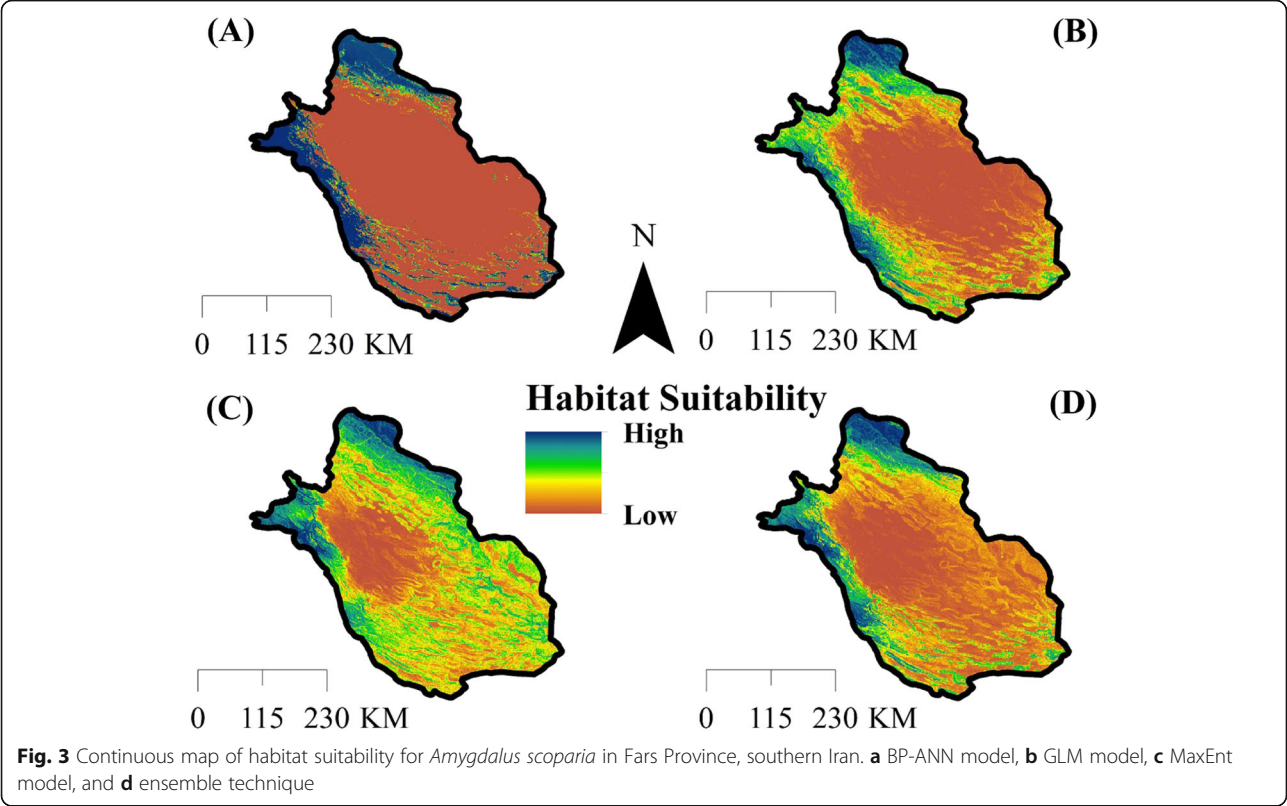 (A)
(B)
N
0 115 230 KM
0 115 230 KM
Habitat Suitability
High
Low
(C)
(D)
0 115 230 KM
0 115 230 KM
Fig. 3 Continuous map of habitat suitability for Amygdalus scoparia in Fars Province, southern Iran. a BP-ANN model, b GLM model, c MaxEnt
model, and d ensemble technique